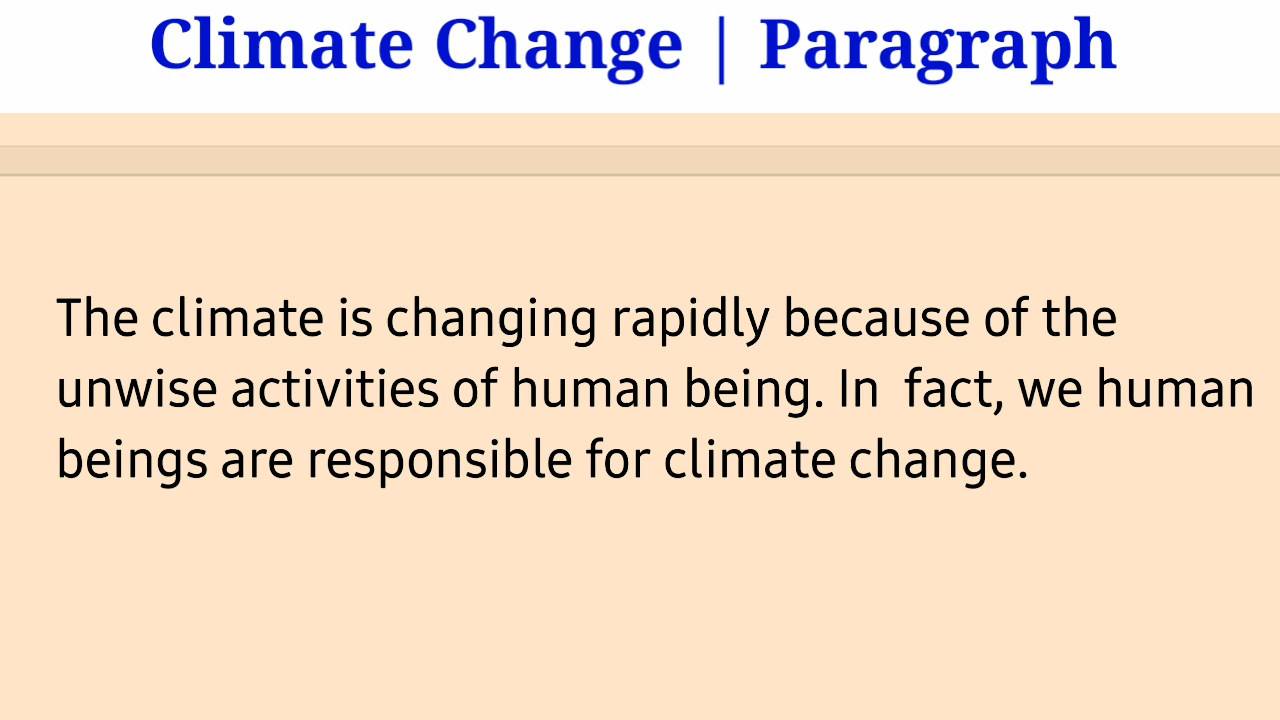 Climate Change | Paragraph
The climate is changing rapidly because of the
unwise activities of human being. In  fact, we human
beings are responsible for climate change.